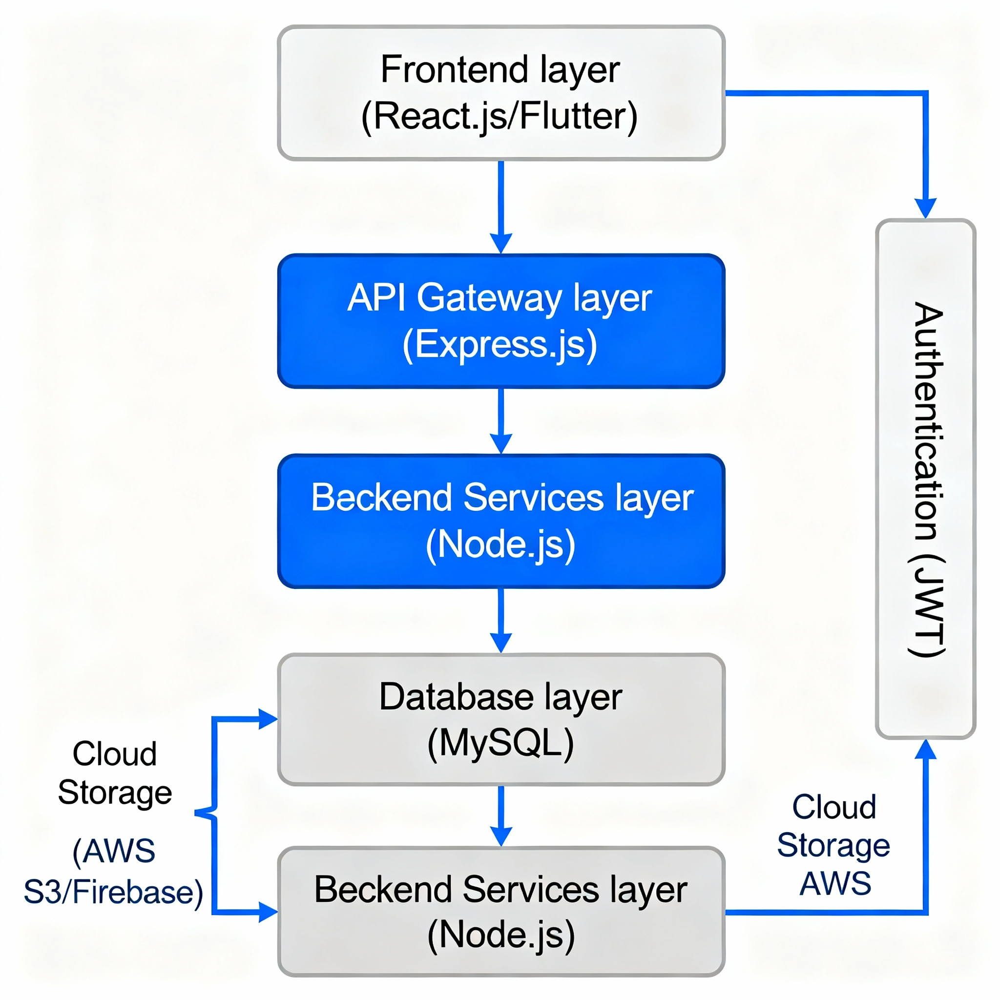 Frontend layer
(React.js/Flutter)
API Gateway layer
(Express.js)
Backend Services layer
(Node.js)
Authentication (JWT)
Database layer
(MySQL)
Cloud
Storage
(AWS
S3/Firebase)
Cloud
Storage
AWS
Beckend Services layer
(Node.js)